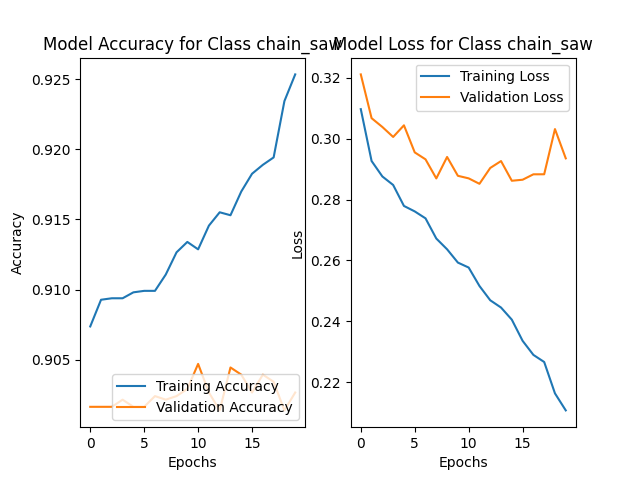 Model Accuracy for Class chain_saw
Model Loss for Class chain_saw
0.925
0.920
0.915
0.910
0.905
Accuracy
Training Accuracy
Validation Accuracy
0 5 10 15
Epochs
0.32
0.30
0.28
0.26
0.24
0.22
Loss
Training Loss
Validation Loss
0 5 10 15
Epochs